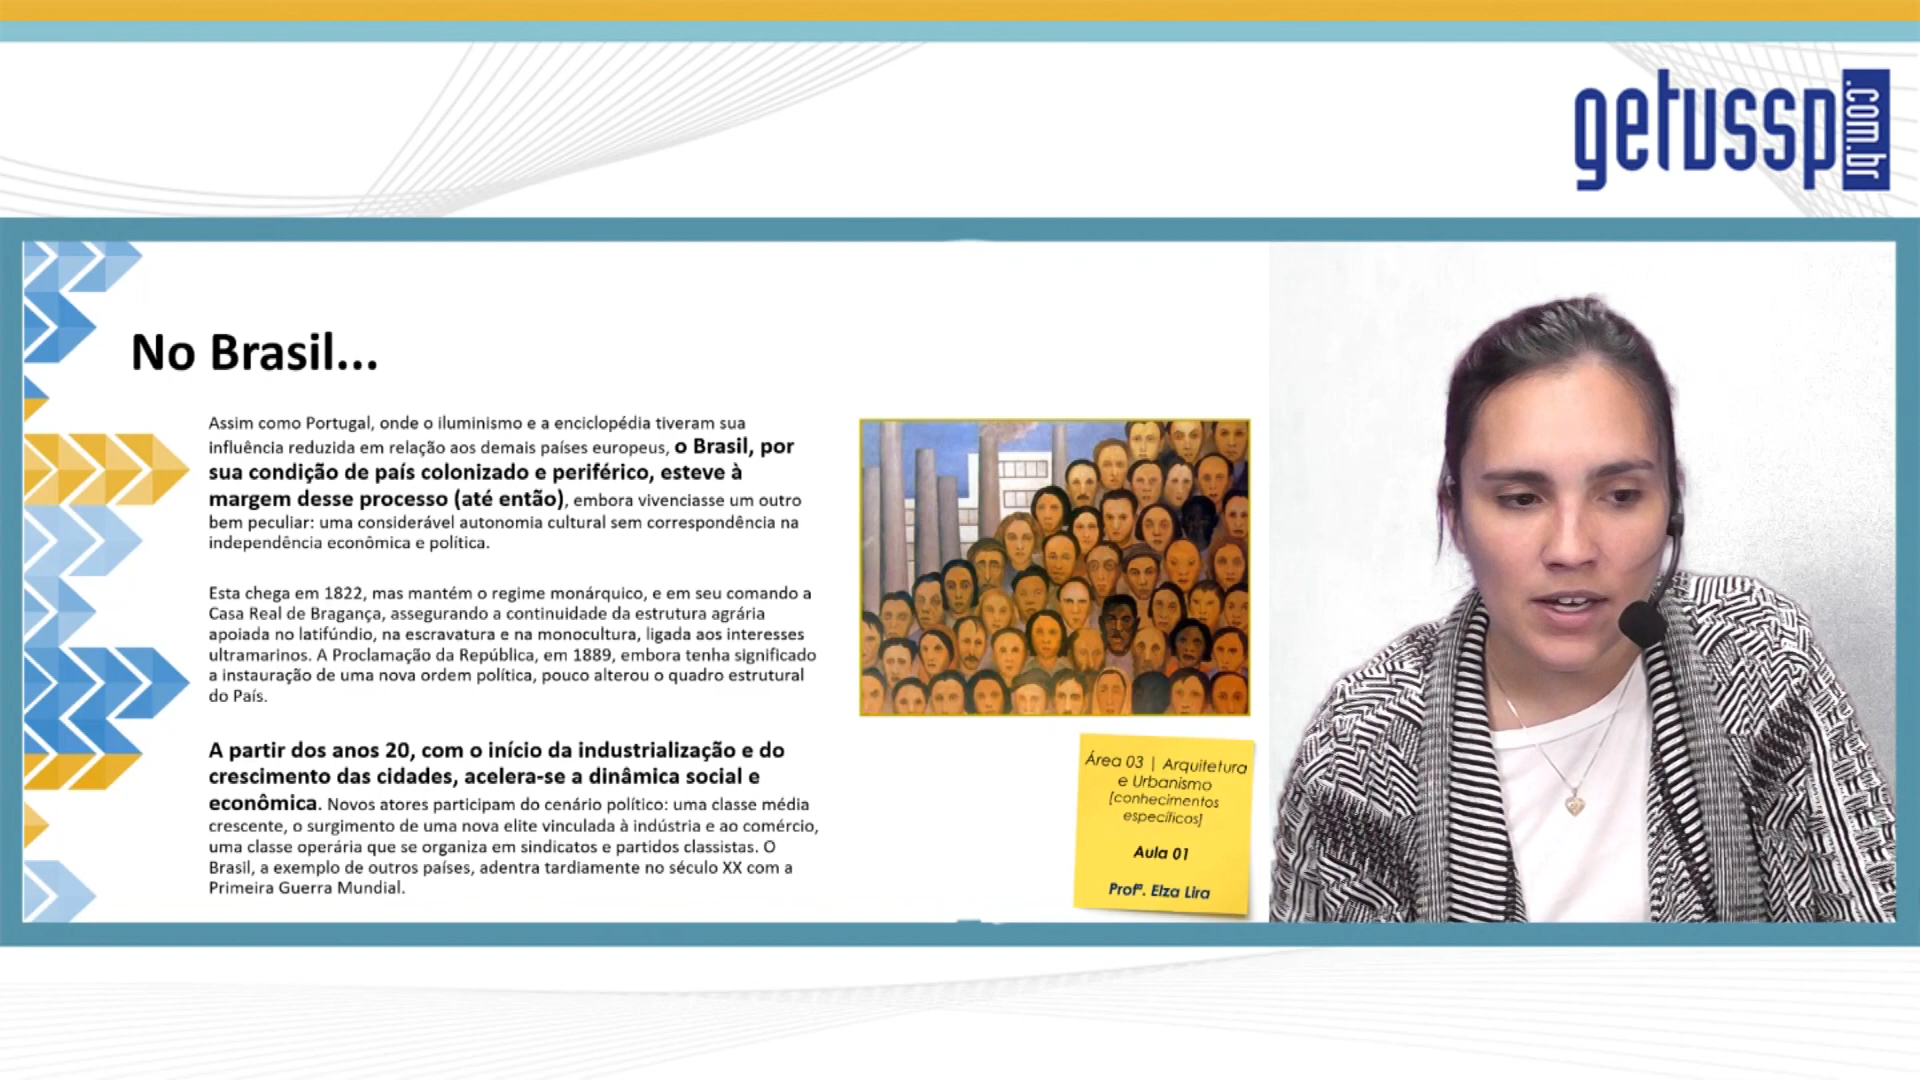 getussp.com.br
No Brasil...
Assim como Portugal, onde o iluminismo e a enciclopédia tiveram sua
influência reduzida em relação aos demais países europeus, o Brasil, por
sua condição de país colonizado e periférico, esteve à
margem desse processo (até então), embora vivenciasse um outro
bem peculiar: uma considerável autonomia cultural sem correspondência na
independência econômica e política.
Esta chega em 1822, mas mantém o regime monárquico, e em seu comando a
Casa Real de Bragança, assegurando a continuidade da estrutura agrária
apoiada no latifúndio, na escravatura e na monocultura, ligada aos interesses
ultramarinos. A Proclamação da República, em 1889, embora tenha significado
a instauração de uma nova ordem política, pouco alterou o quadro estrutural
do País.
A partir dos anos 20, com o início da industrialização e do
crescimento das cidades, acelera-se a dinâmica social e
econômica. Novos atores participam do cenário político: uma classe média
crescente, o surgimento de uma nova elite vinculada à indústria e ao comércio,
uma classe operária que se organiza em sindicatos e partidos classistas. O
Brasil, a exemplo de outros países, adentra tardiamente no século XX com a
Primeira Guerra Mundial.
Área 03 | Arquitetura
e Urbanismo
[conhecimentos
específicos]
Aula 01
Profª. Elza Lira